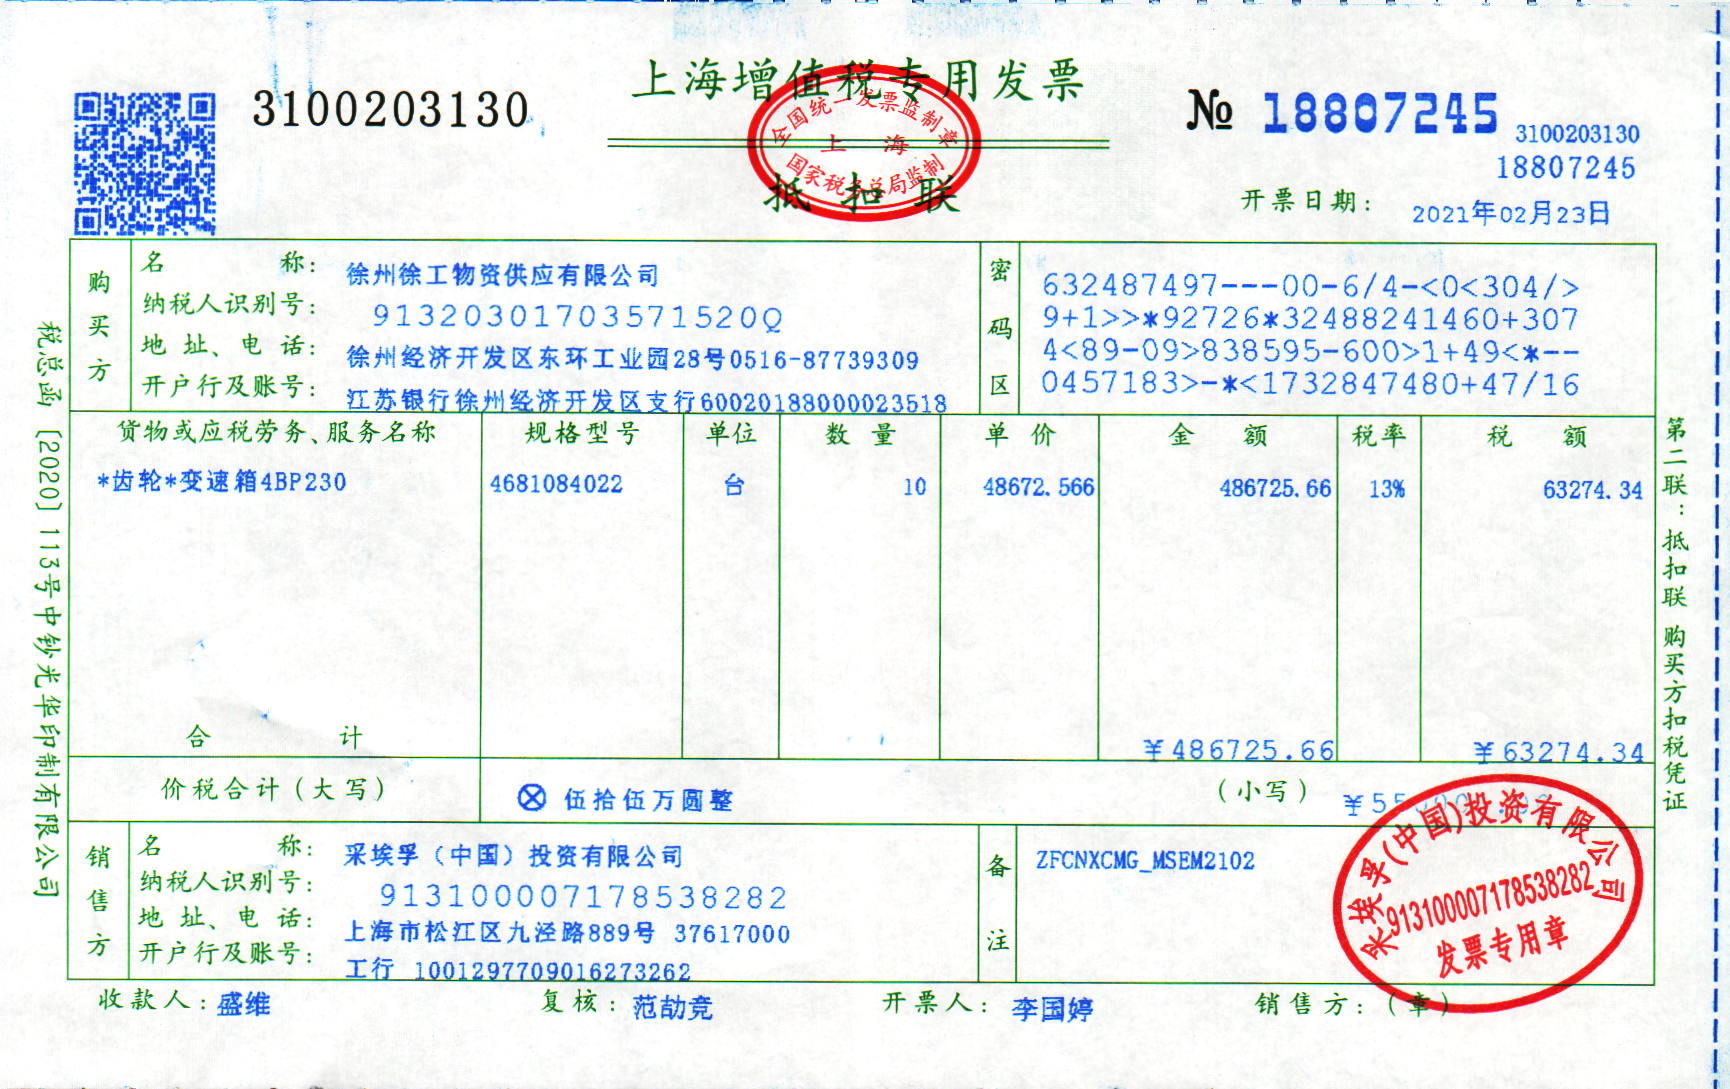 上海增值税专用发票
3100203130
№ 18807245
3100203130
18807245
全国统一发票监制章
上海
国家税务总局监制
抵扣联
开票日期: 2021年02月23日
购买方
名称: 徐州徐工物资供应有限公司
纳税人识别号: 91320301703571520Q
地址、电话: 徐州经济开发区东环工业园28号0516-87739309
开户行及账号: 江苏银行徐州经济开发区支行60020188000023518
密码区
632487497---00-6/4-<0<304/>
9+1>>*92726*32488241460+307
4<89-09>838595-600>1+49<*--
0457183>-*<1732847480+47/16
货物或应税劳务、服务名称 规格型号 单位 数量 单价 金额 税率 税额
*齿轮*变速箱4BP230 4681084022 台 10 48672.566 486725.66 13% 63274.34
合计 ¥486725.66 ¥63274.34
价税合计(大写) ⊗ 伍拾伍万圆整 (小写)
销售方
名称: 采埃孚(中国)投资有限公司
纳税人识别号: 913100007178538282
地址、电话: 上海市松江区九泾路889号 37617000
开户行及账号: 工行 1001297709016273262
备注
ZFCNXCMG_MSEM2102
采埃孚(中国)投资有限公司
913100007178538282
发票专用章
收款人: 盛维 复核: 范劼竞 开票人: 李国婷 销售方: (章)
税总函〔2020〕113号中钞光华印制有限公司
第二联:抵扣联 购买方扣税凭证